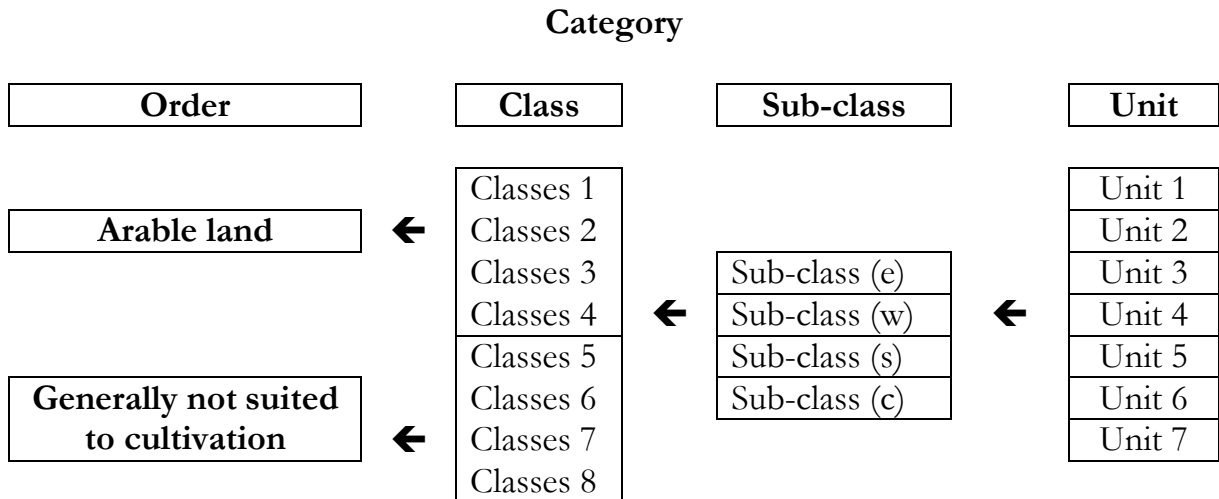 Category
Order
Class
Sub-class
Unit
Arable land
Generally not suited
to cultivation
Classes 1
Classes 2
Classes 3
Classes 4
Classes 5
Classes 6
Classes 7
Classes 8
Sub-class (e)
Sub-class (w)
Sub-class (s)
Sub-class (c)
Unit 1
Unit 2
Unit 3
Unit 4
Unit 5
Unit 6
Unit 7